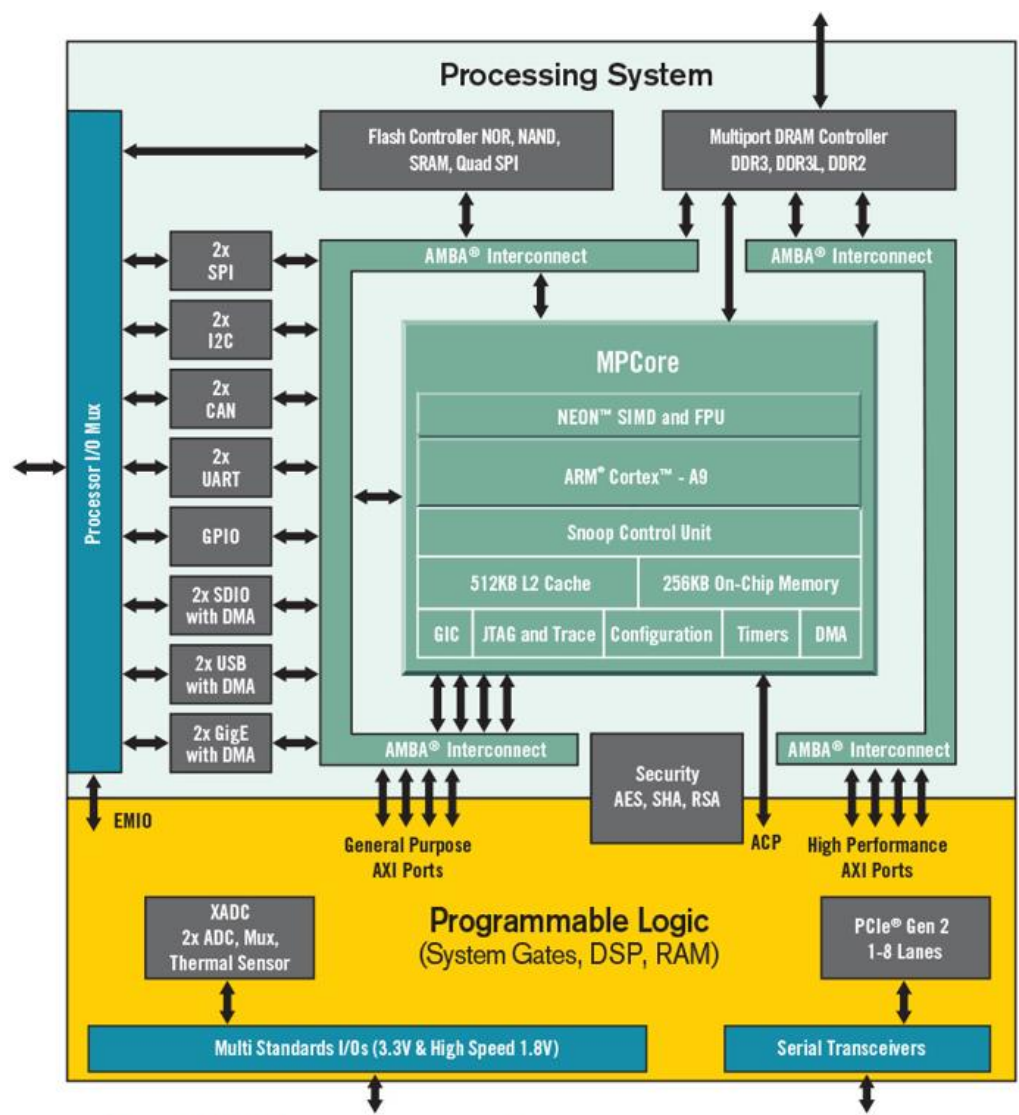 Processing System
Flash Controller NOR, NAND,
SRAM, Quad SPI
Multiport DRAM Controller
DDR3, DDR3L, DDR2
AMBA® Interconnect
AMBA® Interconnect
Processor I/O Mux
2x
SPI
2x
I2C
2x
CAN
2x
UART
GPIO
2x SDIO
with DMA
2x USB
with DMA
2x GigE
with DMA
MPCore
NEON™ SIMD and FPU
ARM® Cortex™ - A9
Snoop Control Unit
512KB L2 Cache
256KB On-Chip Memory
GIC
JTAG and Trace
Configuration
Timers
DMA
AMBA® Interconnect
AMBA® Interconnect
Security
AES, SHA, RSA
EMIO
General Purpose
AXI Ports
ACP
High Performance
AXI Ports
XADC
2x ADC, Mux,
Thermal Sensor
Programmable Logic
(System Gates, DSP, RAM)
PCIe® Gen 2
1-8 Lanes
Multi Standards I/Os (3.3V & High Speed 1.8V)
Serial Transceivers